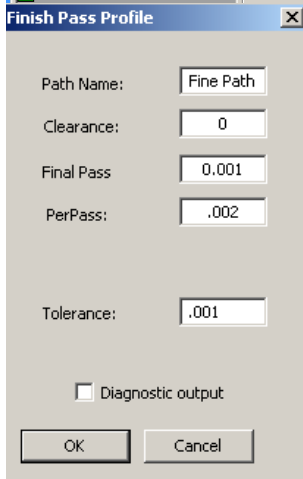 Finish Pass Profile
Path Name: Fine Path
Clearance: 0
Final Pass 0.001
PerPass: .002
Tolerance: .001
Diagnostic output
OK Cancel